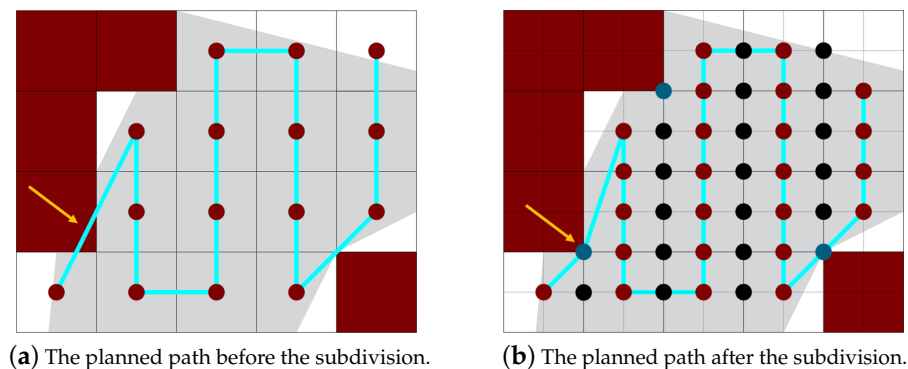 (a) The planned path before the subdivision.
(b) The planned path after the subdivision.